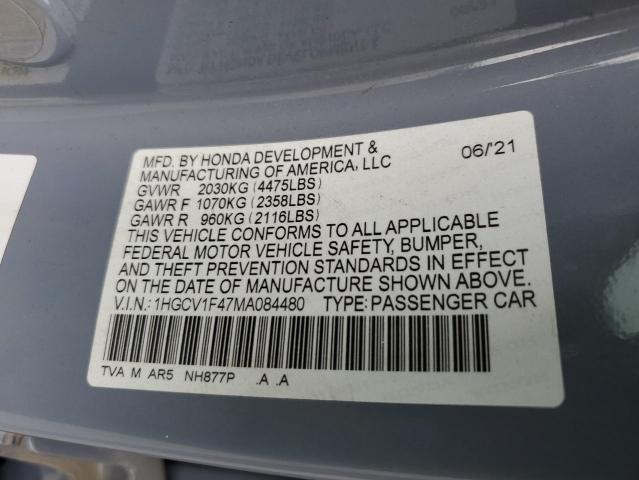 MFD. BY HONDA DEVELOPMENT & 06/'21
MANUFACTURING OF AMERICA, LLC
GVWR 2030KG (4475LBS)
GAWR F 1070KG (2358LBS)
GAWR R 960KG (2116LBS)
THIS VEHICLE CONFORMS TO ALL APPLICABLE
FEDERAL MOTOR VEHICLE SAFETY, BUMPER,
AND THEFT PREVENTION STANDARDS IN EFFECT
ON THE DATE OF MANUFACTURE SHOWN ABOVE.
V.I.N.: 1HGCV1F47MA084480 TYPE: PASSENGER CAR
TVA M AR5 NH877P .A .A